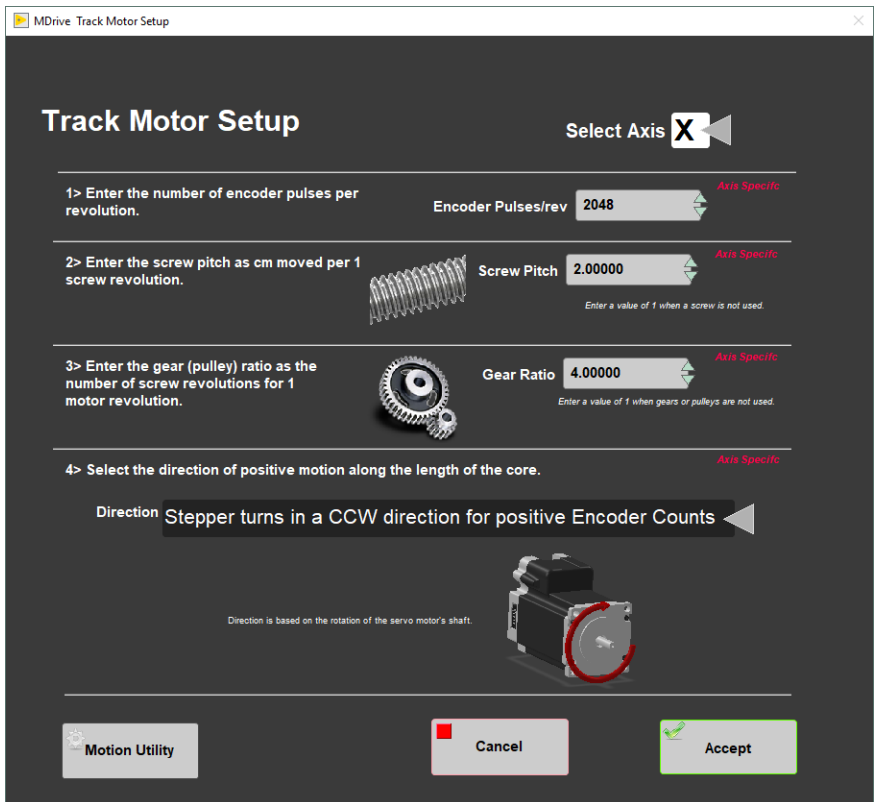 MDrive Track Motor Setup
Track Motor Setup
Select Axis X
1> Enter the number of encoder pulses per
revolution.
Axis Specifc
Encoder Pulses/rev 2048
2> Enter the screw pitch as cm moved per 1
screw revolution.
Axis Specifc
Screw Pitch 2.00000
Enter a value of 1 when a screw is not used.
3> Enter the gear (pulley) ratio as the
number of screw revolutions for 1
motor revolution.
Axis Specifc
Gear Ratio 4.00000
Enter a value of 1 when gears or pulleys are not used.
4> Select the direction of positive motion along the length of the core.
Axis Specifc
Direction Stepper turns in a CCW direction for positive Encoder Counts
Direction is based on the rotation of the servo motor's shaft.
Motion Utility
Cancel
Accept